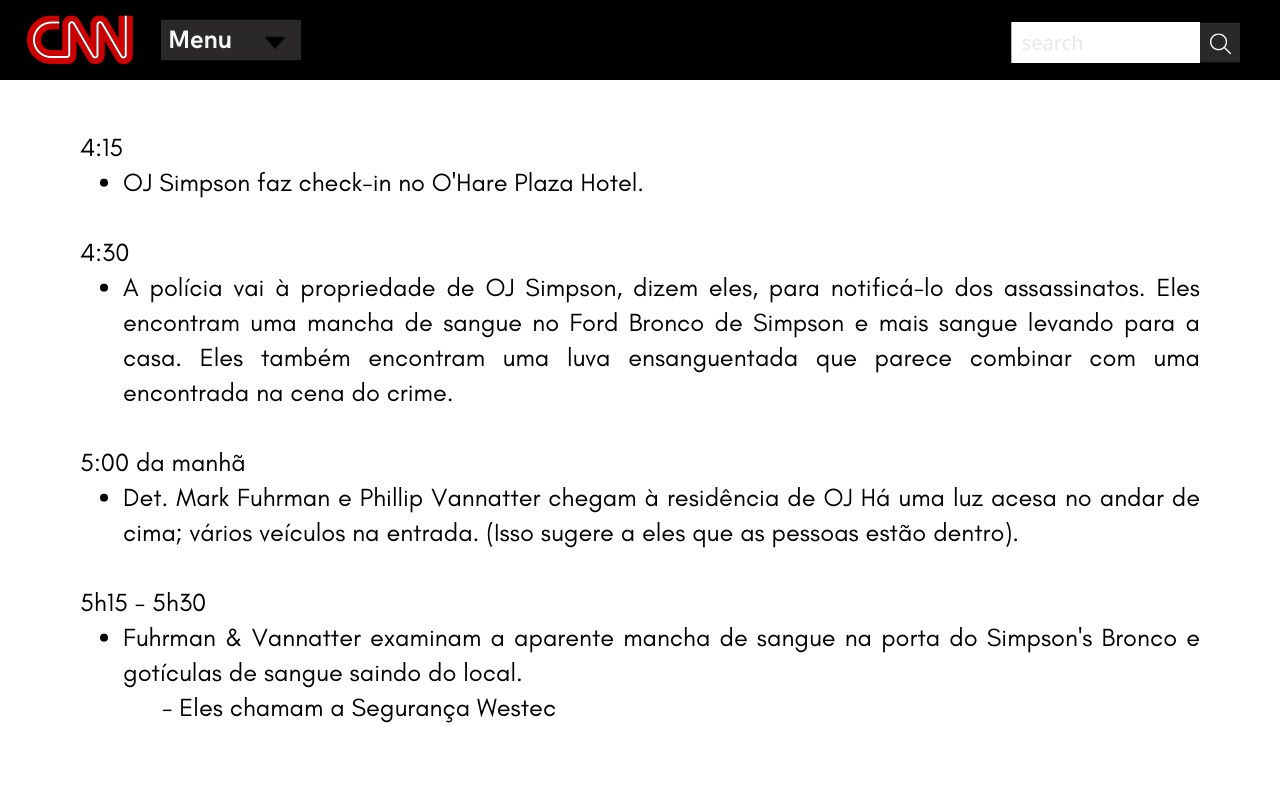 CNN
Menu
search
4:15
• OJ Simpson faz check-in no O'Hare Plaza Hotel.
4:30
• A polícia vai à propriedade de OJ Simpson, dizem eles, para notificá-lo dos assassinatos. Eles
encontram uma mancha de sangue no Ford Bronco de Simpson e mais sangue levando para a
casa. Eles também encontram uma luva ensanguentada que parece combinar com uma
encontrada na cena do crime.
5:00 da manhã
• Det. Mark Fuhrman e Phillip Vannatter chegam à residência de OJ Há uma luz acesa no andar de
cima; vários veículos na entrada. (Isso sugere a eles que as pessoas estão dentro).
5h15 - 5h30
• Fuhrman & Vannatter examinam a aparente mancha de sangue na porta do Simpson's Bronco e
gotículas de sangue saindo do local.
- Eles chamam a Segurança Westec